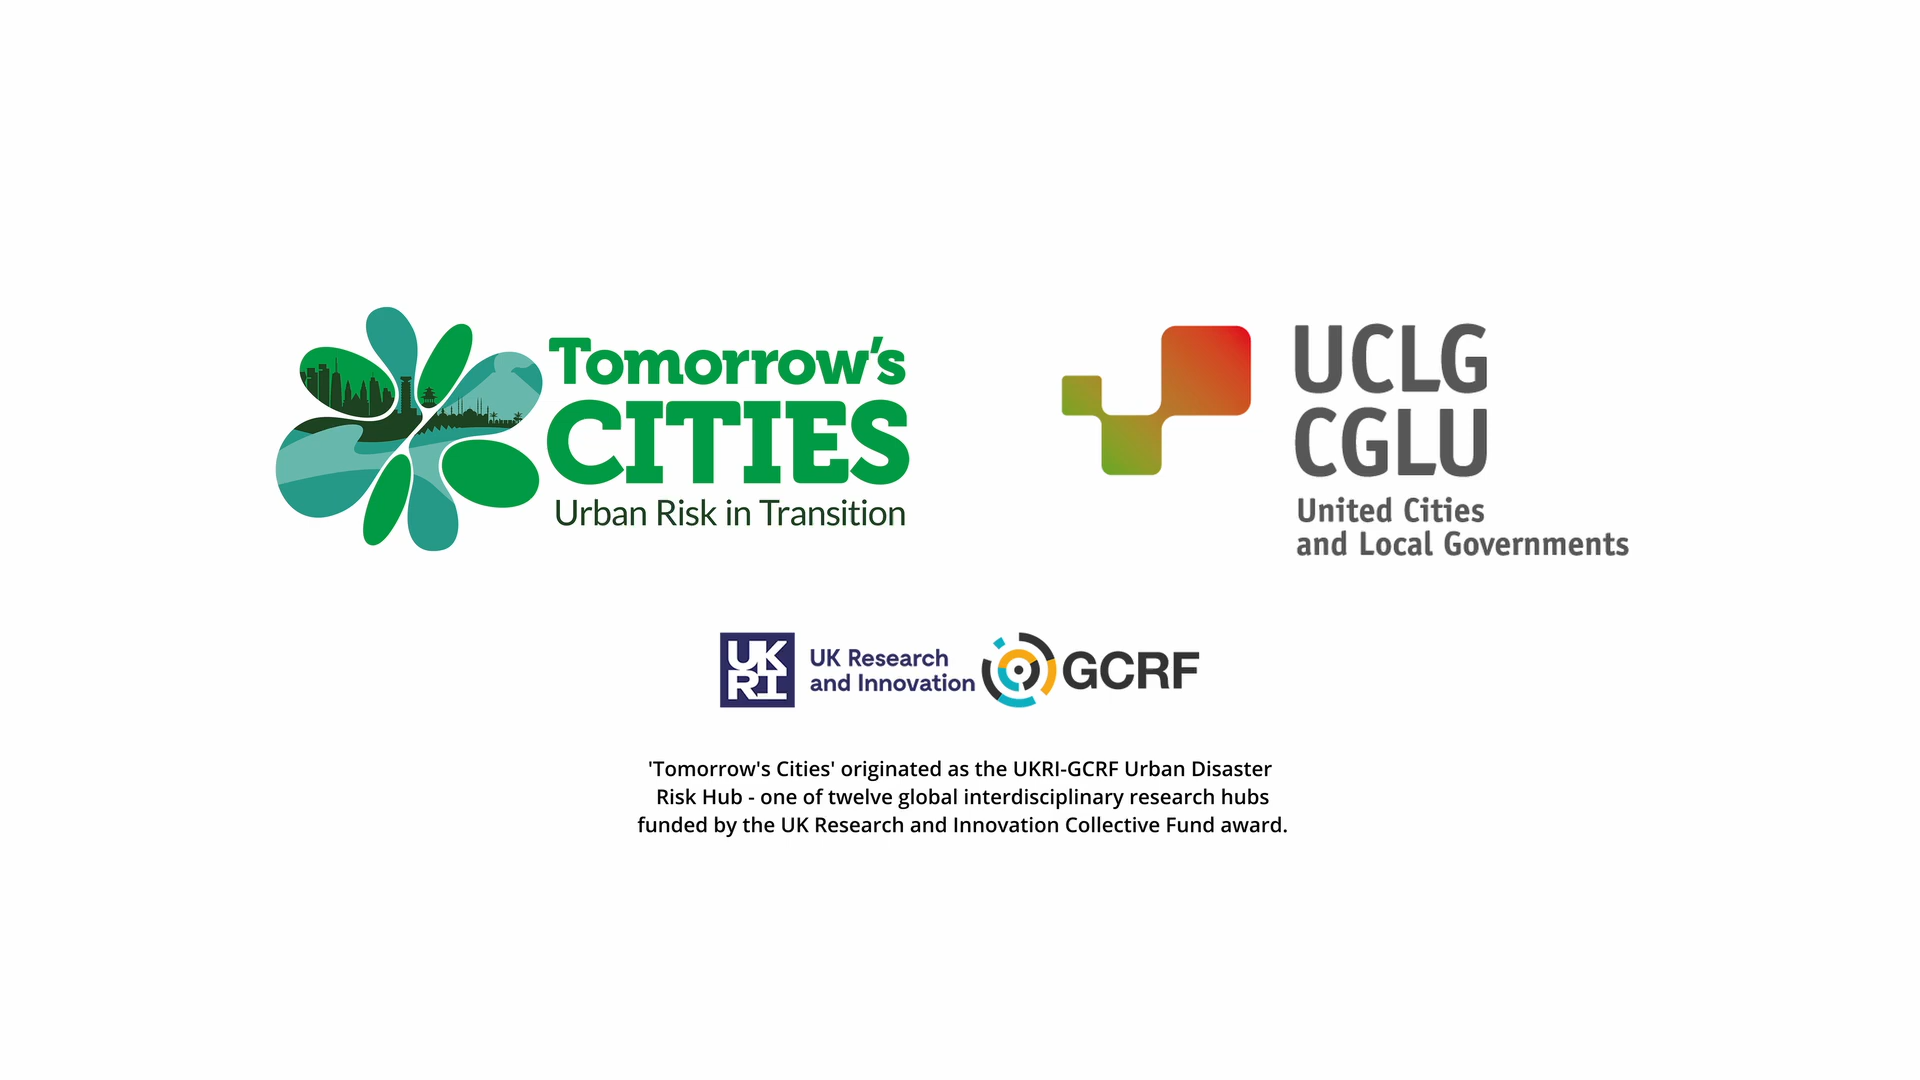 Tomorrow's
CITIES
Urban Risk in Transition
UCLG
CGLU
United Cities
and Local Governments
UK
RI
UK Research
and Innovation
GCRF
'Tomorrow's Cities' originated as the UKRI-GCRF Urban Disaster
Risk Hub - one of twelve global interdisciplinary research hubs
funded by the UK Research and Innovation Collective Fund award.